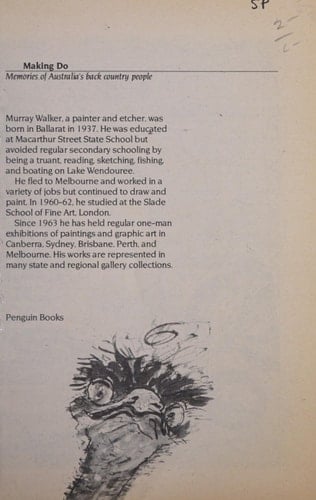 SP
2-
Making Do
Memories of Australia's back country people
Murray Walker, a painter and etcher, was
born in Ballarat in 1937. He was educated
at Macarthur Street State School but
avoided regular secondary schooling by
being a truant, reading, sketching, fishing,
and boating on Lake Wendouree.
He fled to Melbourne and worked in a
variety of jobs but continued to draw and
paint. In 1960-62, he studied at the Slade
School of Fine Art, London.
Since 1963 he has held regular one-man
exhibitions of paintings and graphic art in
Canberra, Sydney, Brisbane, Perth, and
Melbourne. His works are represented in
many state and regional gallery collections.
Penguin Books